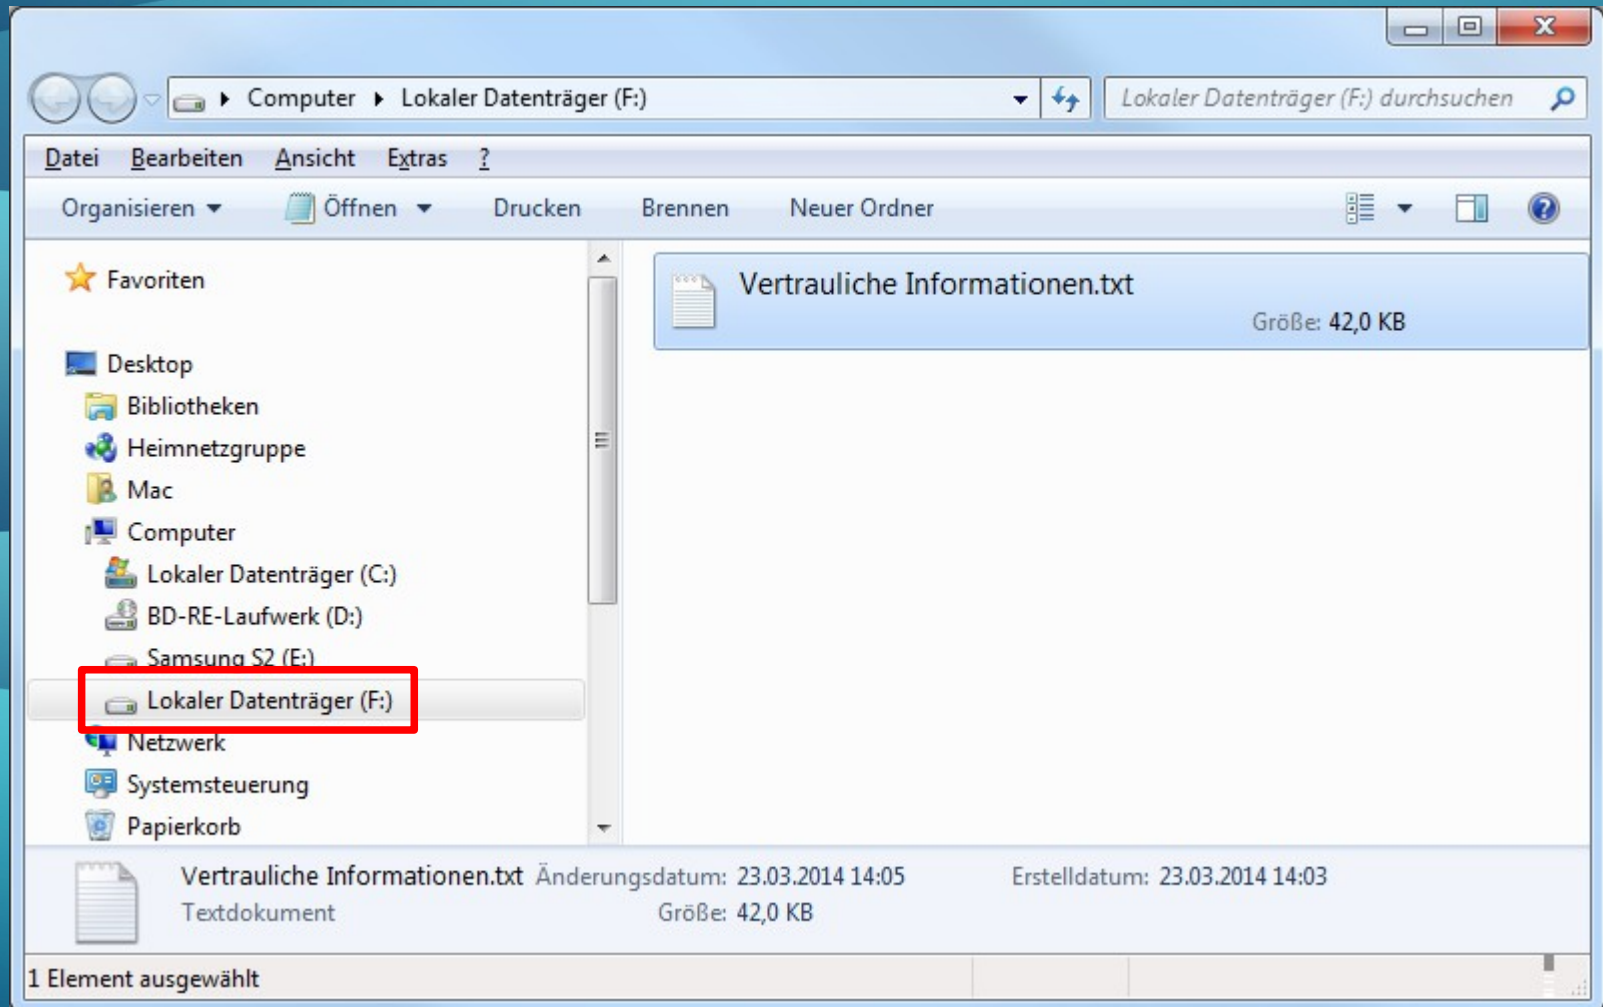 Computer Lokaler Datenträger (F:) Lokaler Datenträger (F:) durchsuchen
Datei Bearbeiten Ansicht Extras ?
Organisieren Öffnen Drucken Brennen Neuer Ordner
Favoriten
Desktop
Bibliotheken
Heimnetzgruppe
Mac
Computer
Lokaler Datenträger (C:)
BD-RE-Laufwerk (D:)
Samsung S2 (E:)
Lokaler Datenträger (F:)
Netzwerk
Systemsteuerung
Papierkorb
Vertrauliche Informationen.txt
Größe: 42,0 KB
Vertrauliche Informationen.txt Änderungsdatum: 23.03.2014 14:05 Erstelldatum: 23.03.2014 14:03
Textdokument Größe: 42,0 KB
1 Element ausgewählt